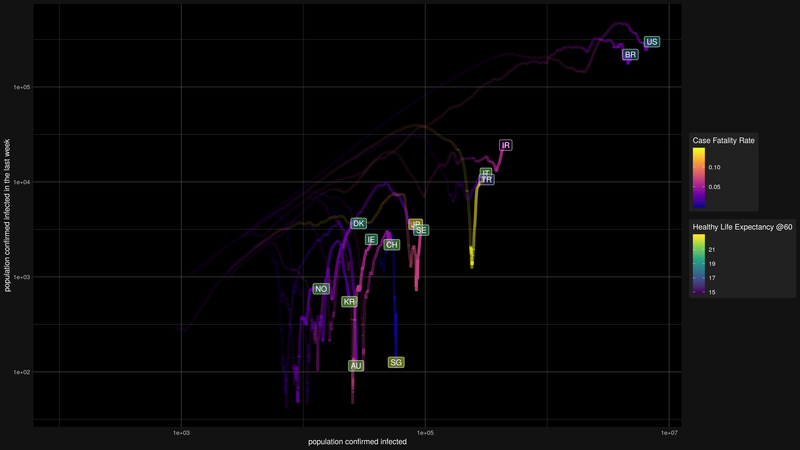 population confirmed infected in the last week
1e+05
1e+04
1e+03
1e+02
US
BR
IR
IT
TR
DK
JP
SE
IE
CH
NO
KR
AU
SG
1e+03
1e+05
1e+07
population confirmed infected
Case Fatality Rate
0.10
0.05
Healthy Life Expectancy @60
21
19
17
15